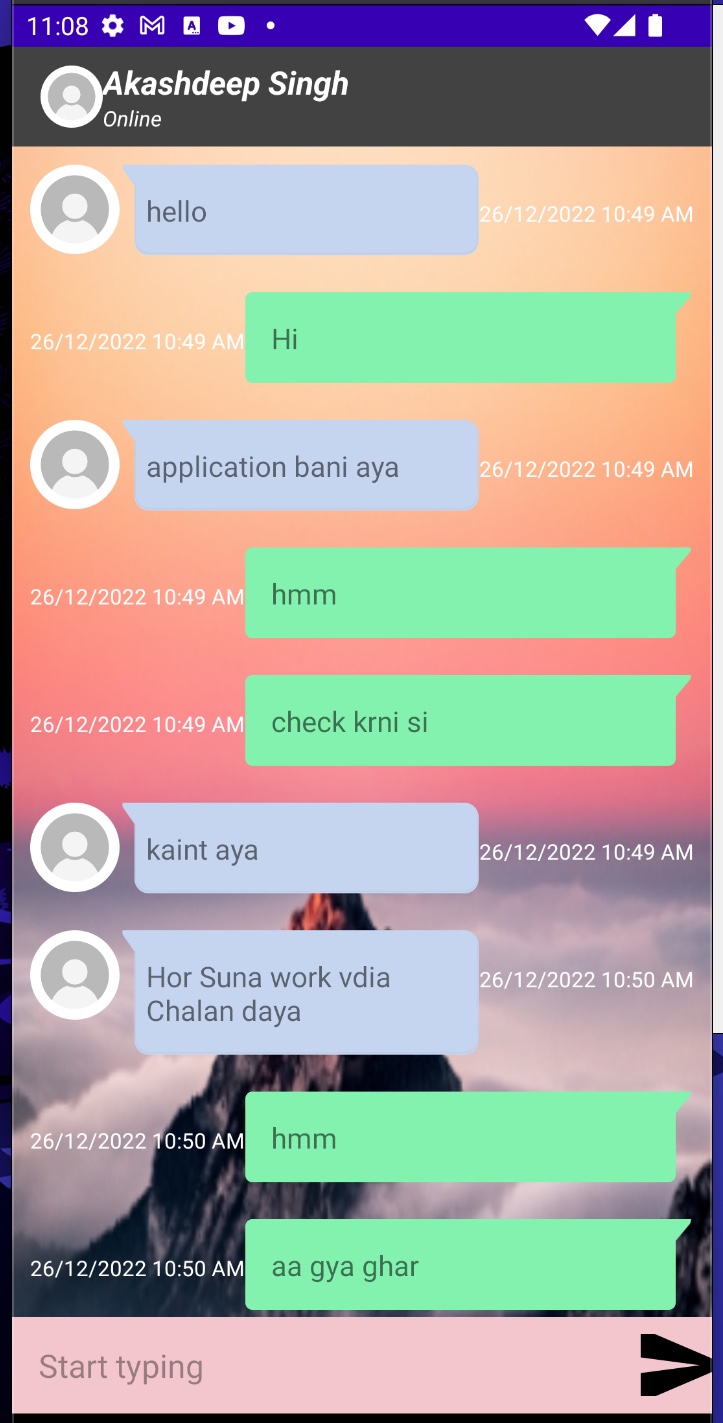 11:08
Akashdeep Singh
Online
hello
26/12/2022 10:49 AM
26/12/2022 10:49 AM
Hi
application bani aya
26/12/2022 10:49 AM
26/12/2022 10:49 AM
hmm
26/12/2022 10:49 AM
check krni si
kaint aya
26/12/2022 10:49 AM
Hor Suna work vdia
Chalan daya
26/12/2022 10:50 AM
26/12/2022 10:50 AM
hmm
26/12/2022 10:50 AM
aa gya ghar
Start typing